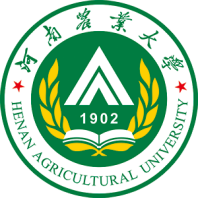 河南农业大学
1902
HENAN AGRICULTURAL UNIVERSITY